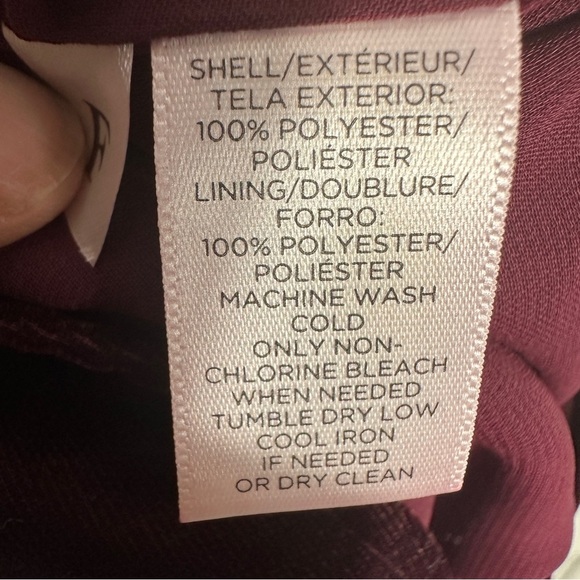 SHELL/EXTÉRIEUR/
TELA EXTERIOR:
100% POLYESTER/
POLIÉSTER
LINING/DOUBLURE/
FORRO:
100% POLYESTER/
POLIÉSTER
MACHINE WASH
COLD
ONLY NON-
CHLORINE BLEACH
WHEN NEEDED
TUMBLE DRY LOW
COOL IRON
IF NEEDED
OR DRY CLEAN